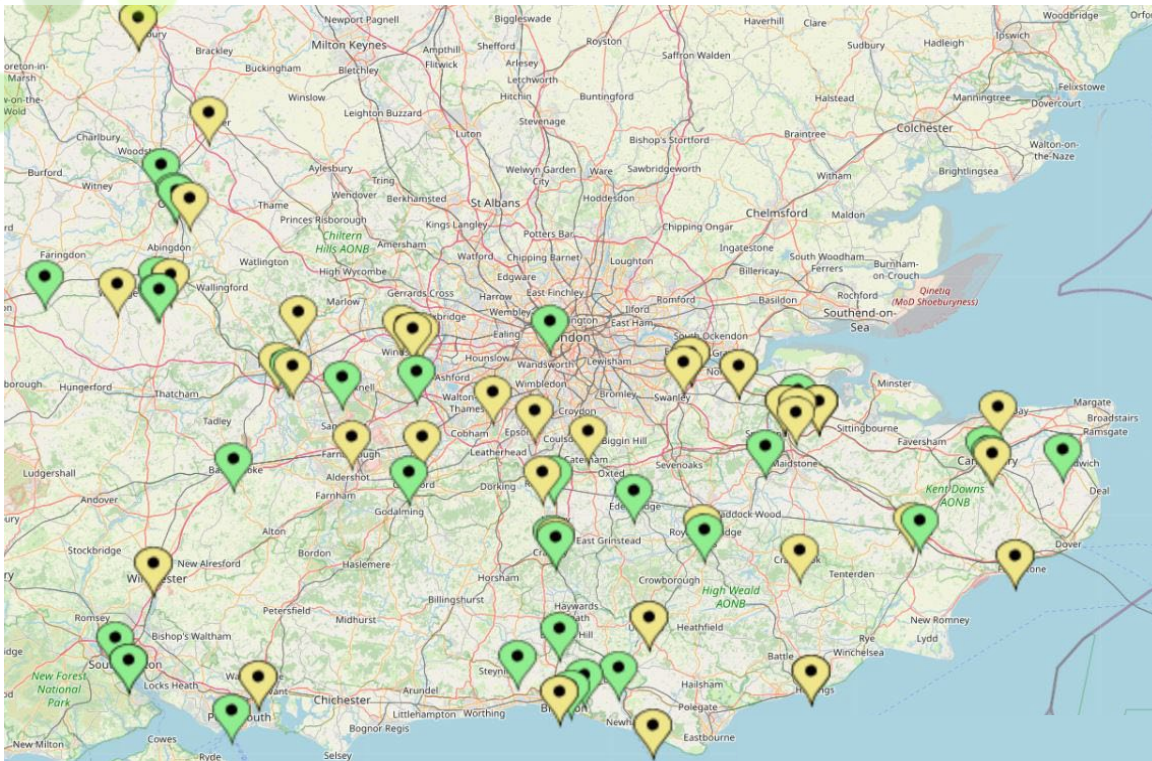 Newport Pagnell
Biggleswade
Haverhill
Clare
Woodbridge
Milton Keynes
Ampthill
Shefford
Royston
Sudbury
Hadleigh
Ipswich
Brackley
Flitwick
Arlesey
Saffron Walden
Buckingham
Bletchley
Letchworth
Felixstowe
Winslow
Hitchin
Buntingford
Halstead
Manningtree
Dovercourt
Leighton Buzzard
Stevenage
Colchester
Charlbury
Luton
Bishop's Stortford
Braintree
Walton-on-
the-Naze
Aylesbury
Welwyn Garden
City
Ware
Sawbridgeworth
Witham
Brightlingsea
Burford
Witney
Tring
Wendover
Berkhamsted
St Albans
Hoddesdon
Thame
Princes Risborough
Kings Langley
Chelmsford
Maldon
Chiltern
Hills AONB
Potters Bar
Chipping Ongar
Abingdon
Amersham
Watford
Chipping Barnet
Ingatestone
Faringdon
Watlington
High Wycombe
Loughton
South Woodham
Ferrers
Burnham-
on-Crouch
Edgware
Billericay
Wallingford
Marlow
Gerrards Cross
Harrow
East Finchley
Romford
Basildon
Rochford
Qinetiq
(MoD Shoeburyness)
Wembley
Ilford
Southend-on-
Sea
Ealing
East Ham
South Ockendon
Hounslow
Lewisham
Wandsworth
Hungerford
Thatcham
Ashford
Wimbledon
Bromley
Swanley
Minster
Margate
Broadstairs
Ramsgate
Tadley
Croydon
Sittingbourne
Faversham
Cobham
Biggin Hill
Leatherhead
Caterham
Ludgershall
Aldershot
Oxted
Sevenoaks
Maidstone
Andover
Farnham
Dorking
Kent Downs
AONB
Deal
Godalming
Alton
Stockbridge
Bordon
East Grinstead
Dover
New Alresford
Haslemere
Horsham
Crowborough
Tenterden
Romsey
Petersfield
Billingshurst
High Weald
AONB
Bishop's Waltham
Midhurst
Haywards
Heathfield
New Romney
Rye
Lydd
Winchelsea
Battle
New Forest
National
Park
Locks Heath
Chichester
Arundel
Hailsham
Littlehampton
Worthing
Polegate
Bognor Regis
Eastbourne
New Milton
Cowes
Ryde
Selsey